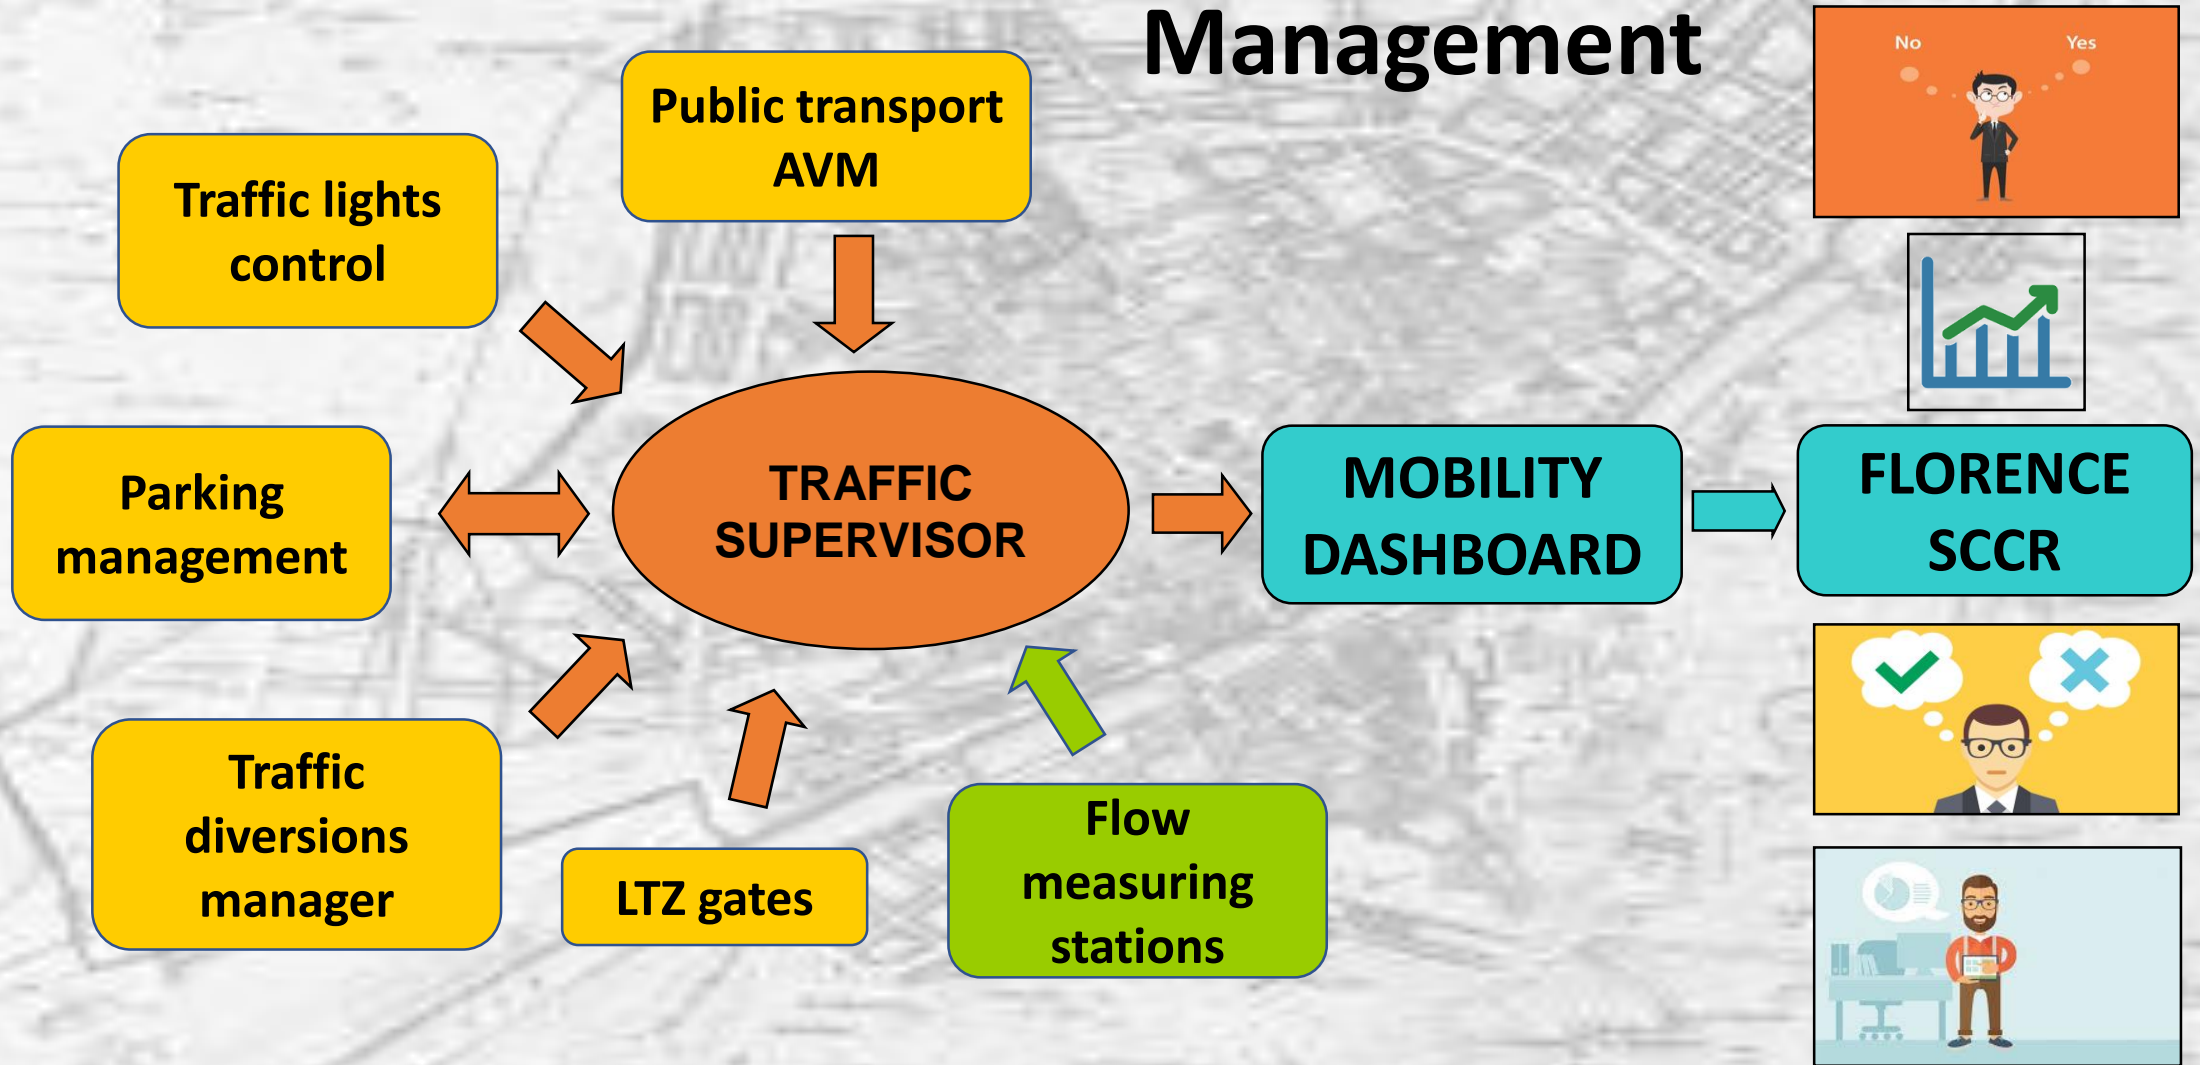 Management
No
Yes
Public transport
AVM
Traffic lights
control
Parking
management
TRAFFIC
SUPERVISOR
MOBILITY
DASHBOARD
FLORENCE
SCCR
Traffic
diversions
manager
LTZ gates
Flow
measuring
stations